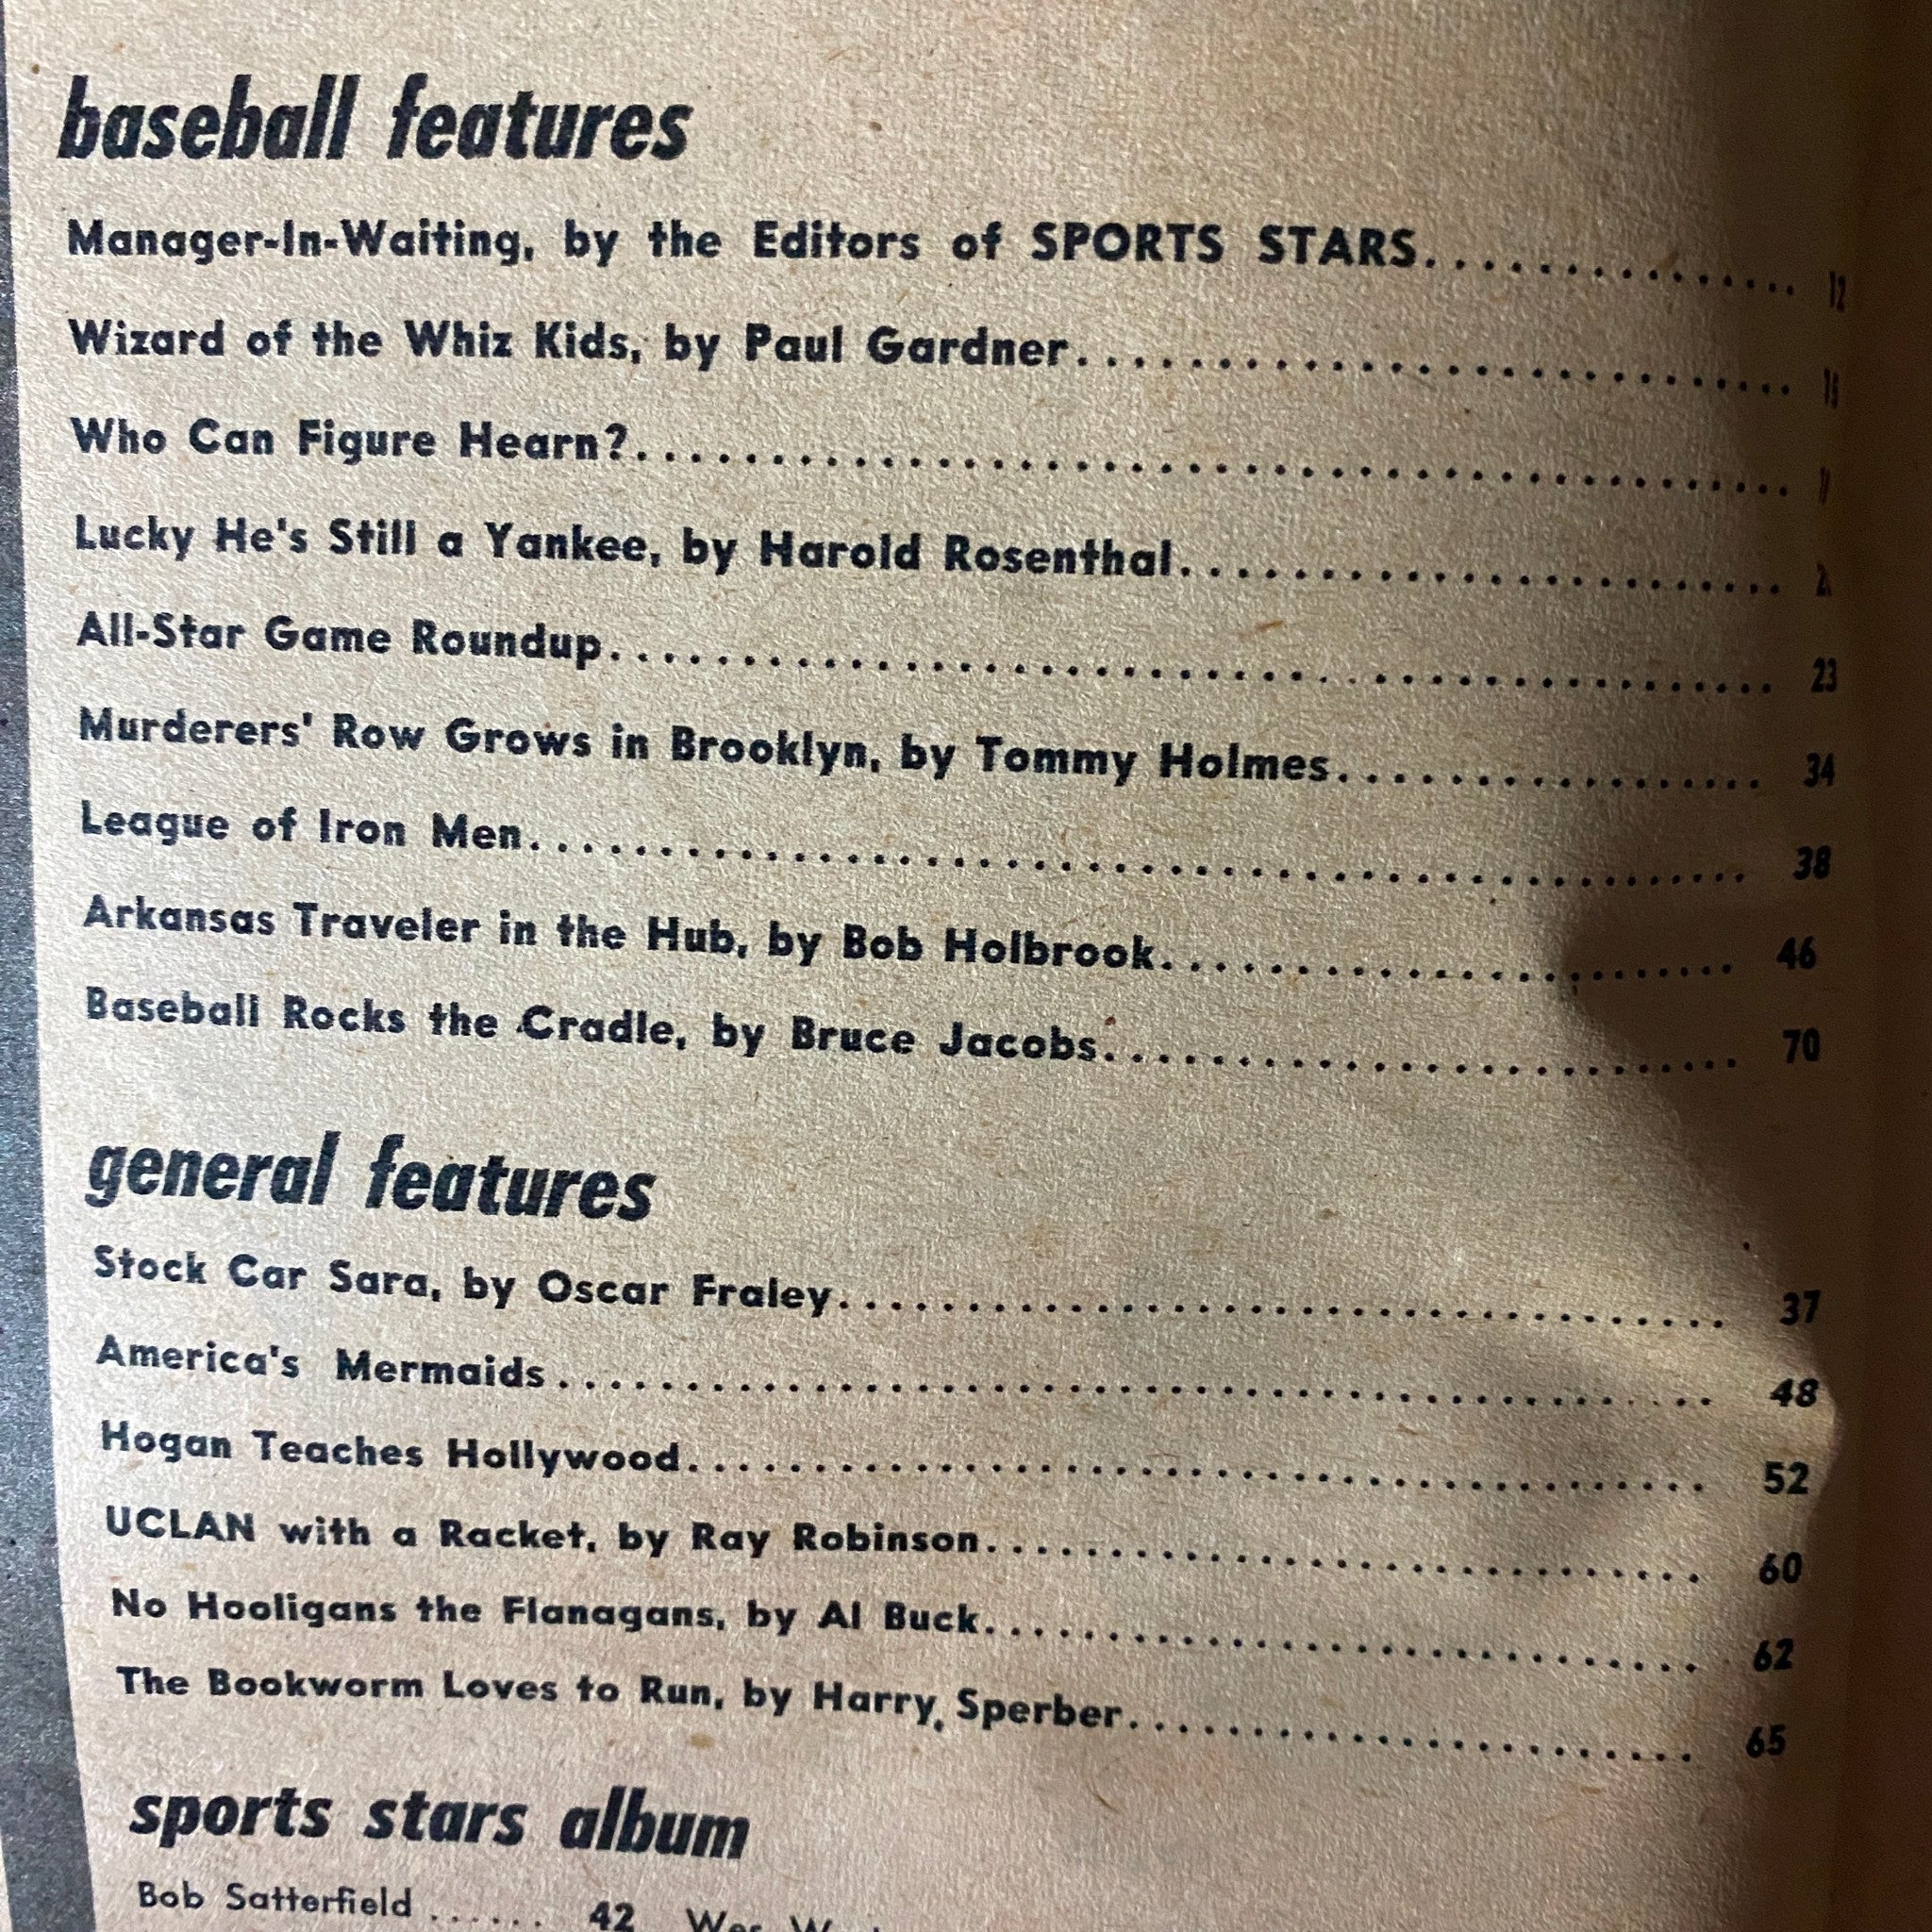 baseball features
Manager-In-Waiting, by the Editors of SPORTS STARS.............. 12
Wizard of the Whiz Kids, by Paul Gardner..........................
Who Can Figure Hearn?...........................................
Lucky He's Still a Yankee, by Harold Rosenthal.....................
All-Star Game Roundup............................................ 23
Murderers' Row Grows in Brooklyn, by Tommy Holmes................ 34
League of Iron Men............................................... 38
Arkansas Traveler in the Hub, by Bob Holbrook...................... 46
Baseball Rocks the Cradle, by Bruce Jacobs........................ 70
general features
Stock Car Sara, by Oscar Fraley................................... 37
America's Mermaids............................................. 48
Hogan Teaches Hollywood........................................ 52
UCLAN with a Racket, by Ray Robinson............................. 60
No Hooligans the Flanagans, by Al Buck............................ 62
The Bookworm Loves to Run, by Harry Sperber....................... 65
sports stars album
Bob Satterfield ...... 42